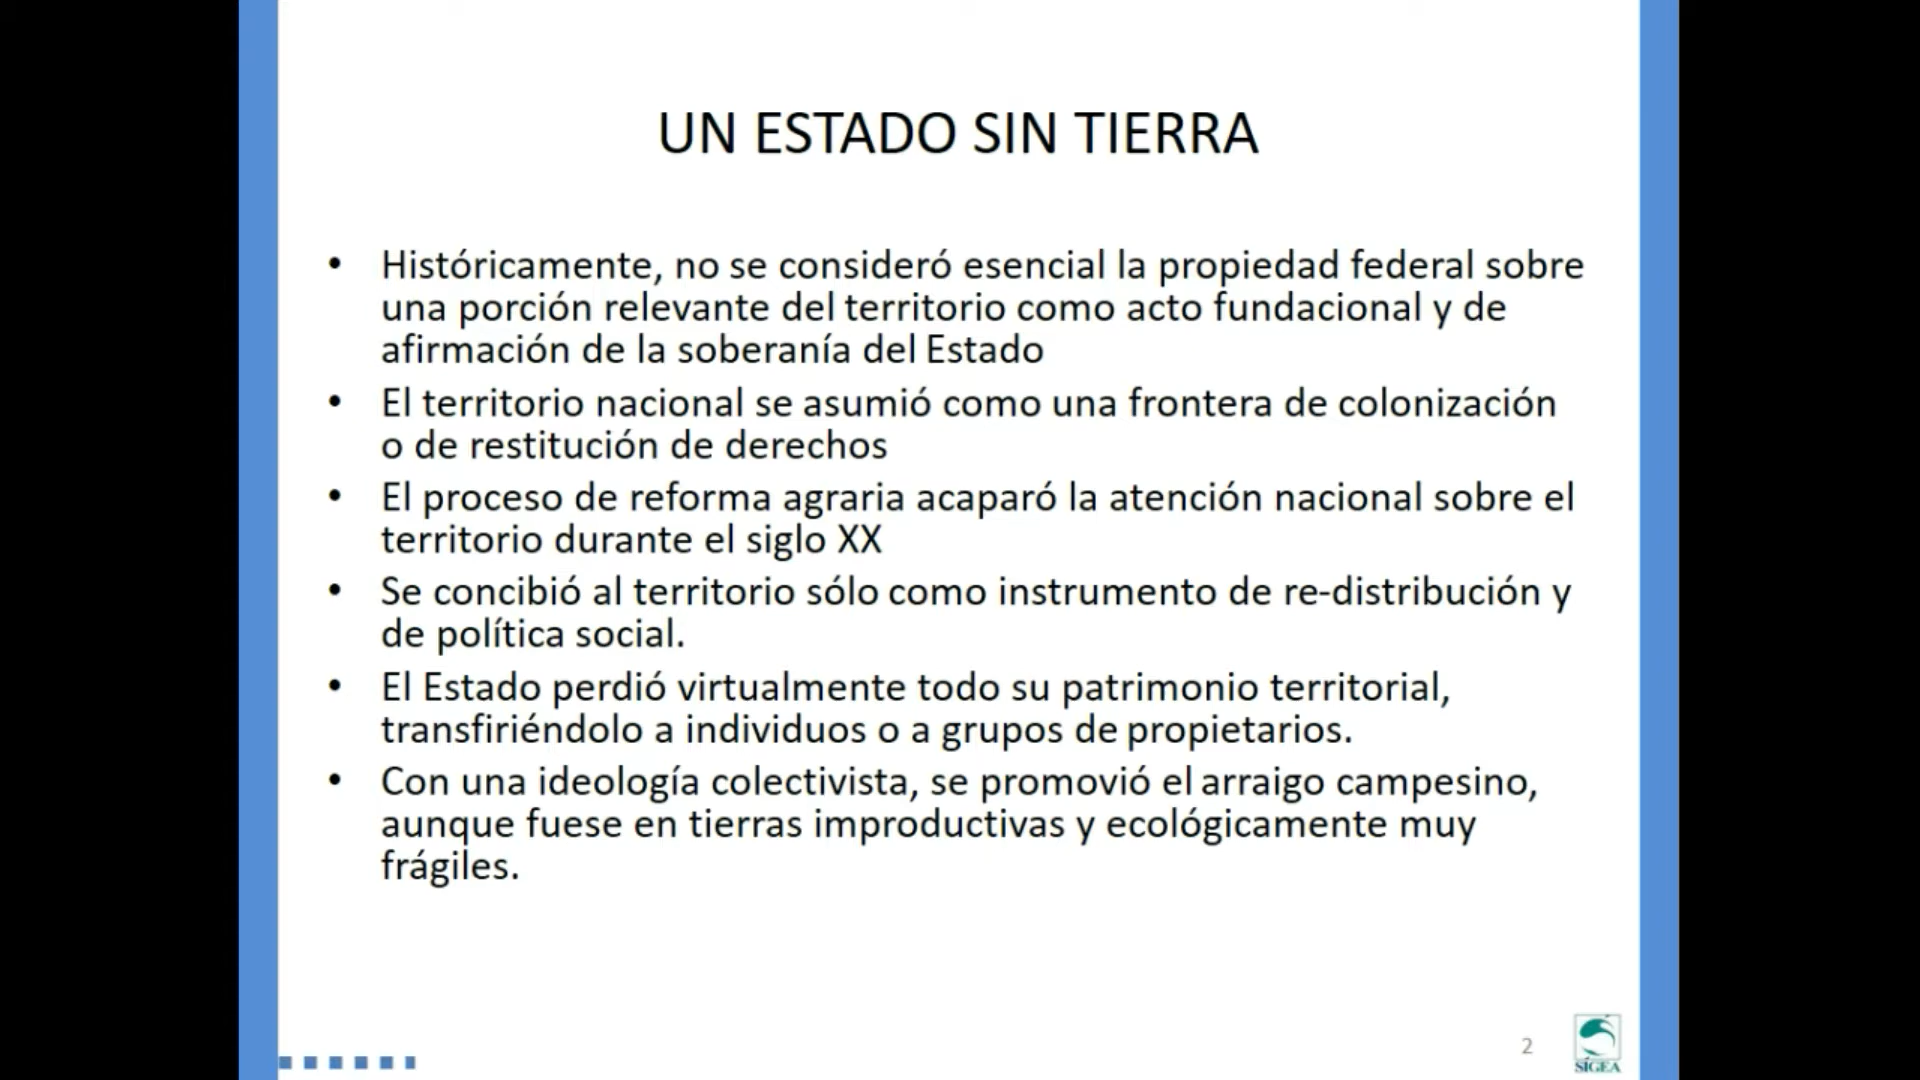 UN ESTADO SIN TIERRA
• Históricamente, no se consideró esencial la propiedad federal sobre
una porción relevante del territorio como acto fundacional y de
afirmación de la soberanía del Estado
• El territorio nacional se asumió como una frontera de colonización
o de restitución de derechos
• El proceso de reforma agraria acaparó la atención nacional sobre el
territorio durante el siglo XX
• Se concibió al territorio sólo como instrumento de re-distribución y
de política social.
• El Estado perdió virtualmente todo su patrimonio territorial,
transfiriéndolo a individuos o a grupos de propietarios.
• Con una ideología colectivista, se promovió el arraigo campesino,
aunque fuese en tierras improductivas y ecológicamente muy
frágiles.
2
SÍGEA